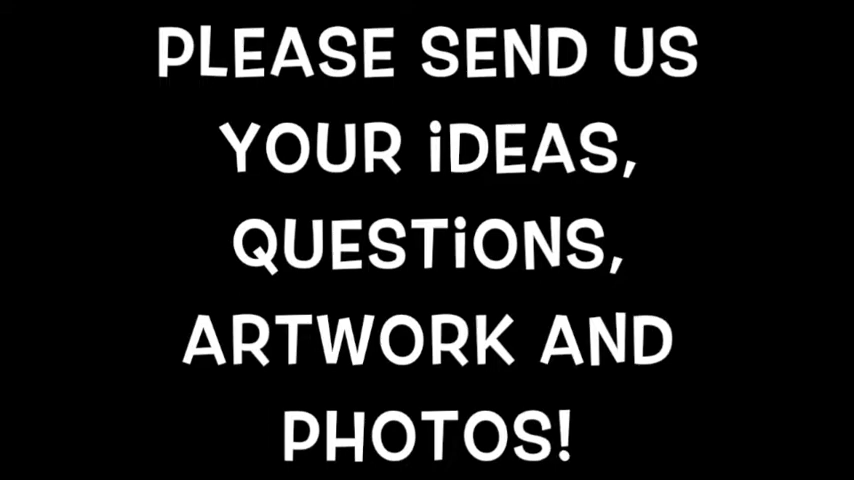 PLEASE SEND US
YOUR iDEAS,
QUESTiONS,
ARTWORK AND
PHOTOS!